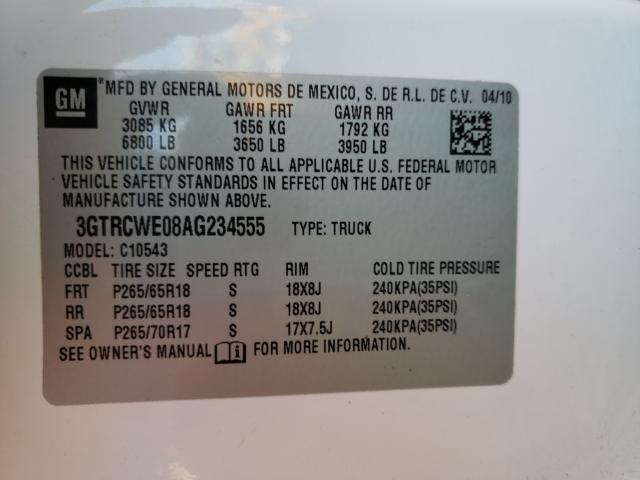 GM *MFD BY GENERAL MOTORS DE MEXICO, S. DE R.L. DE C.V. 04/10
GVWR GAWR FRT GAWR RR
3085 KG 1656 KG 1792 KG
6800 LB 3650 LB 3950 LB
THIS VEHICLE CONFORMS TO ALL APPLICABLE U.S. FEDERAL MOTOR
VEHICLE SAFETY STANDARDS IN EFFECT ON THE DATE OF
MANUFACTURE SHOWN ABOVE.
3GTRCWE08AG234555 TYPE: TRUCK
MODEL: C10543
CCBL TIRE SIZE SPEED RTG RIM COLD TIRE PRESSURE
FRT P265/65R18 S 18X8J 240KPA(35PSI)
RR P265/65R18 S 18X8J 240KPA(35PSI)
SPA P265/70R17 S 17X7.5J 240KPA(35PSI)
SEE OWNER'S MANUAL i FOR MORE INFORMATION.